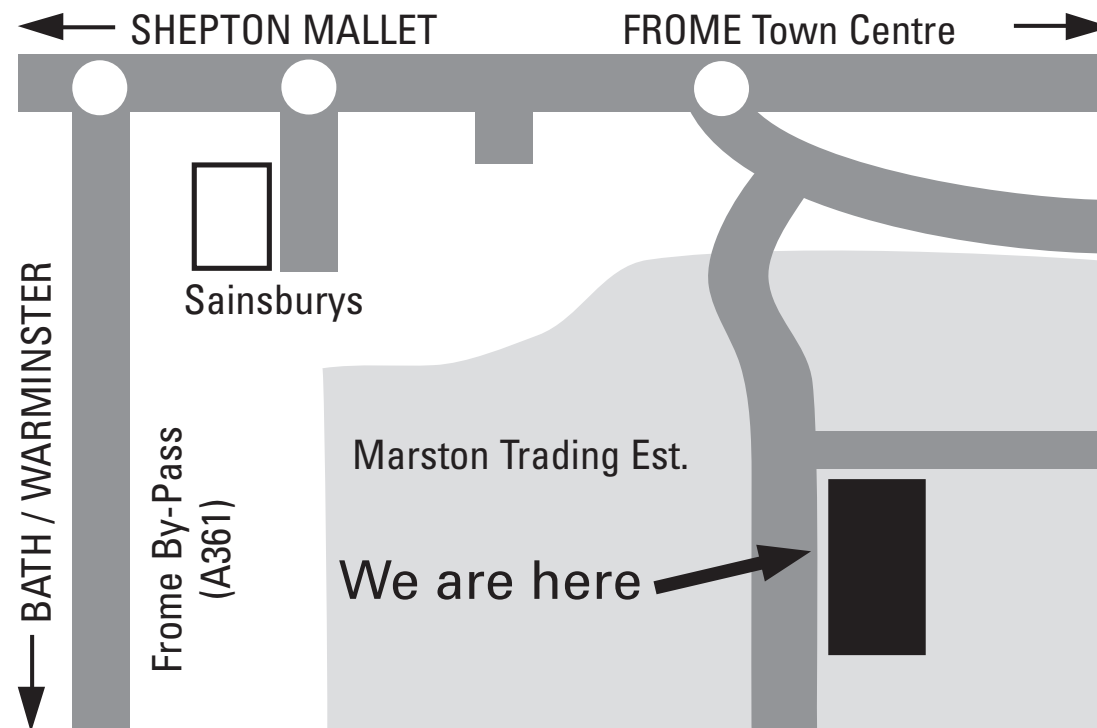 SHEPTON MALLET
FROME Town Centre
Sainsburys
BATH / WARMINSTER
Frome By-Pass
(A361)
Marston Trading Est.
We are here